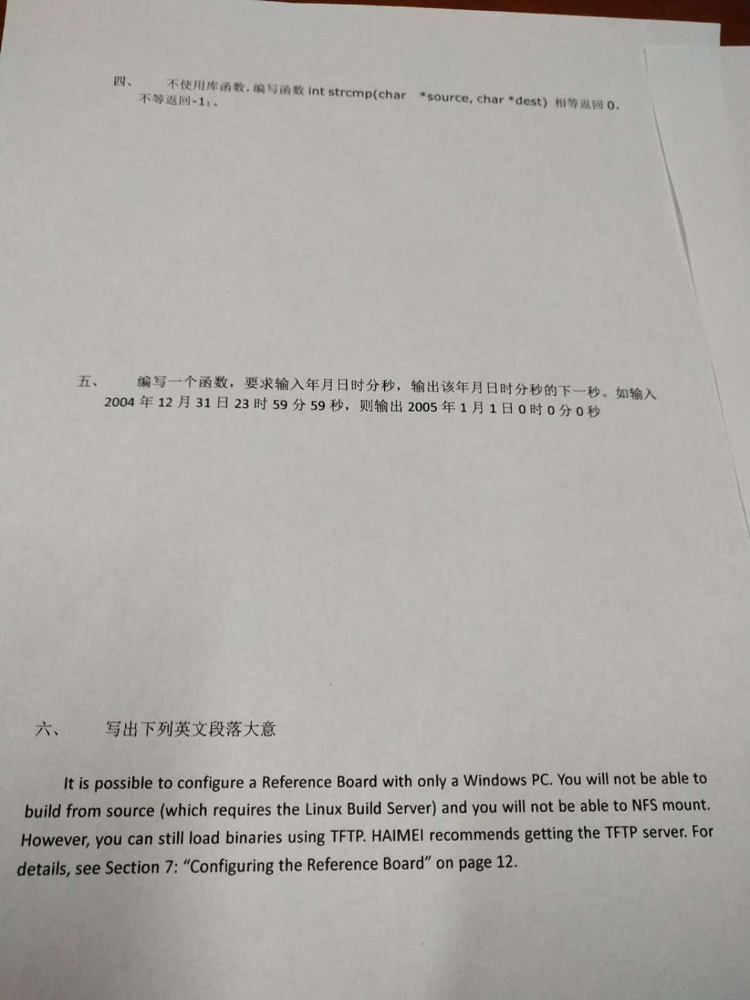 四、 不使用库函数，编写函数 int strcmp(char *source, char *dest) 相等返回 0，
不等返回-1；。
五、 编写一个函数，要求输入年月日时分秒，输出该年月日时分秒的下一秒。如输入
2004 年 12 月 31 日 23 时 59 分 59 秒，则输出 2005 年 1 月 1 日 0 时 0 分 0 秒
六、 写出下列英文段落大意
It is possible to configure a Reference Board with only a Windows PC. You will not be able to
build from source (which requires the Linux Build Server) and you will not be able to NFS mount.
However, you can still load binaries using TFTP. HAIMEI recommends getting the TFTP server. For
details, see Section 7: “Configuring the Reference Board” on page 12.